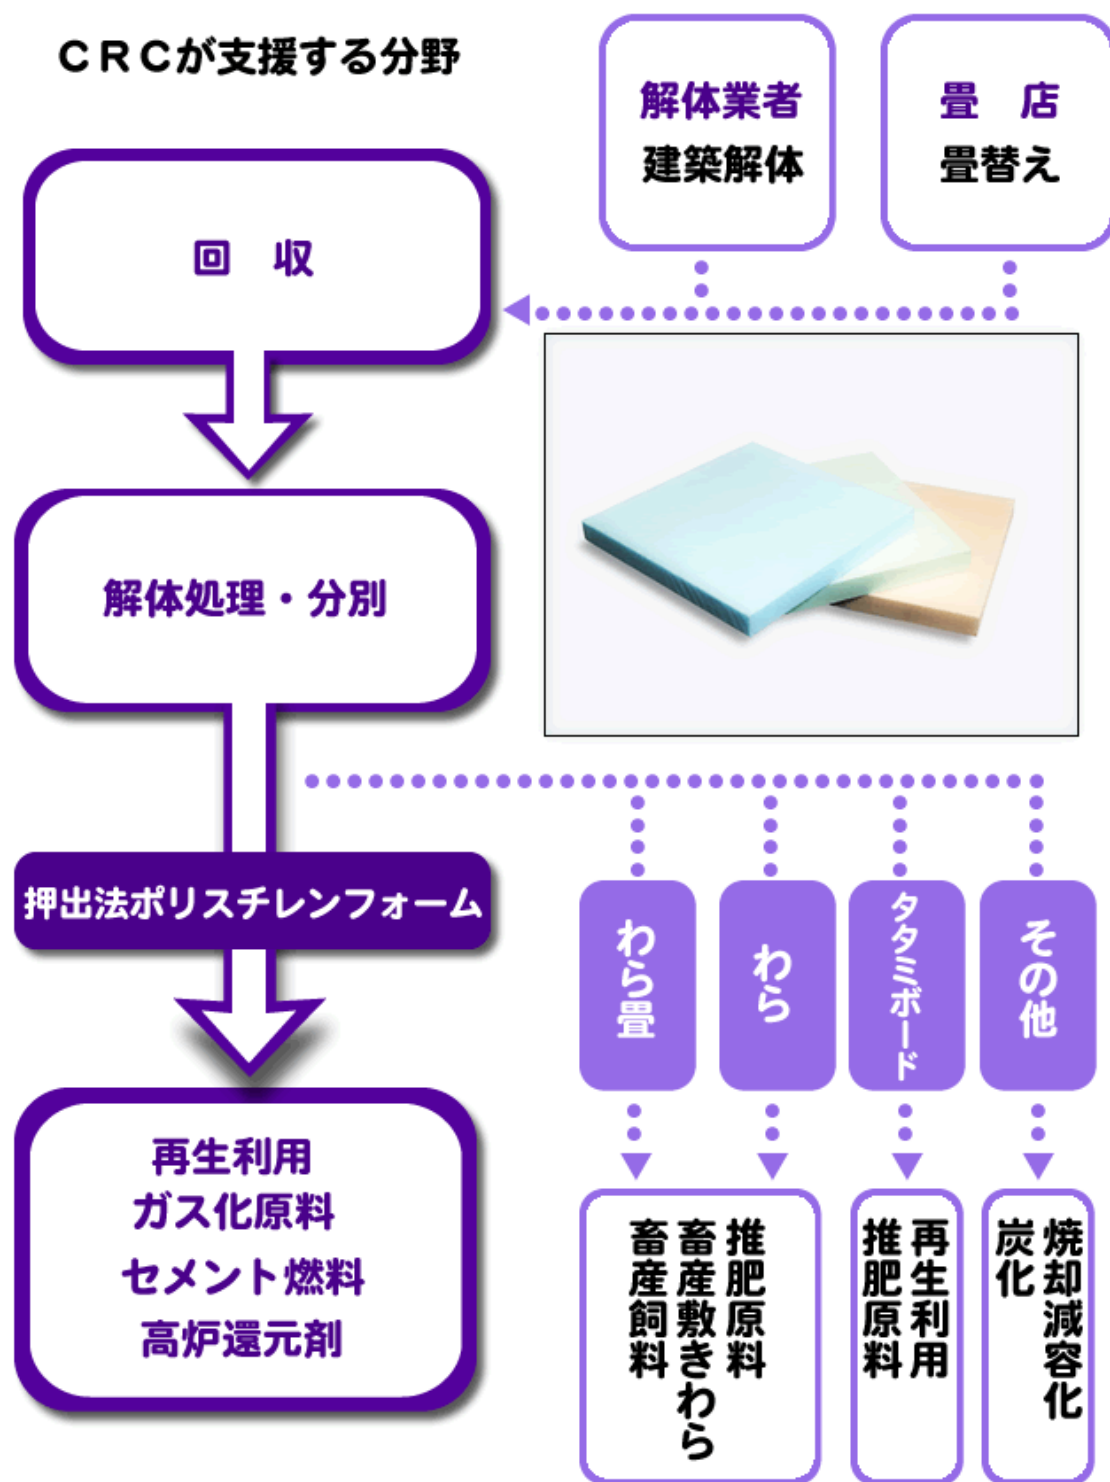 ＣＲＣが支援する分野
解体業者
建築解体
畳　店
畳替え
回　収
解体処理・分別
押出法ポリスチレンフォーム
わら畳
わら
タタミボード
その他
再生利用
ガス化原料
セメント燃料
高炉還元剤
推肥原料
畜産敷きわら
畜産飼料
再生利用
推肥原料
焼却減容化
炭化